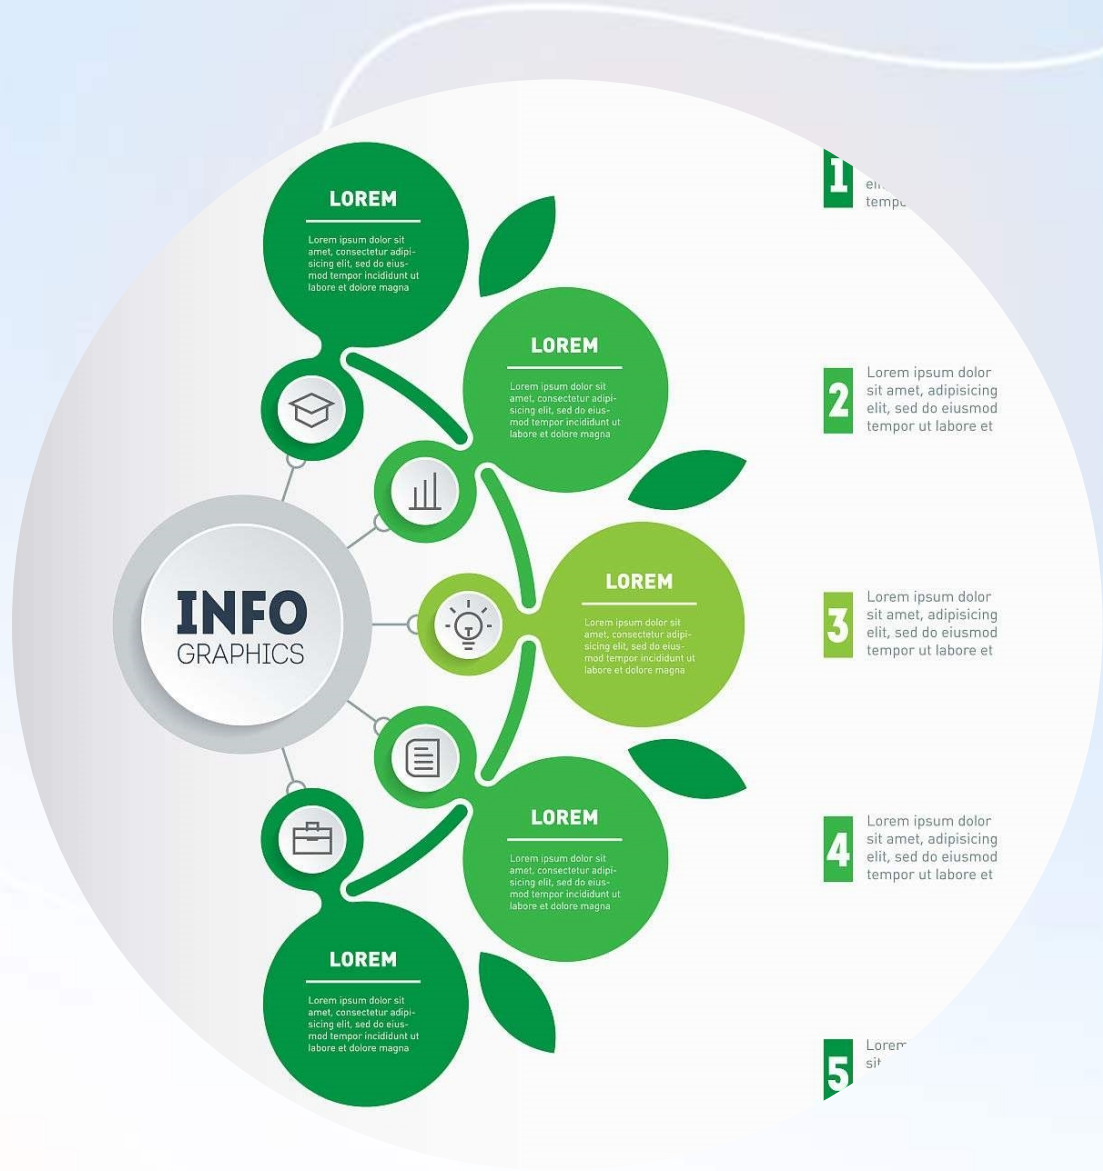 LOREM
Lorem ipsum dolor sit
amet, consectetur adipi-
sicing elit, sed do eius-
mod tempor incididunt ut
labore et dolore magna
LOREM
Lorem ipsum dolor sit
amet, consectetur adipi-
sicing elit, sed do eius-
mod tempor incididunt ut
labore et dolore magna
INFO
GRAPHICS
LOREM
Lorem ipsum dolor sit
amet, consectetur adipi-
sicing elit, sed do eius-
mod tempor incididunt ut
labore et dolore magna
LOREM
Lorem ipsum dolor sit
amet, consectetur adipi-
sicing elit, sed do eius-
mod tempor incididunt ut
labore et dolore magna
LOREM
Lorem ipsum dolor sit
amet, consectetur adipi-
sicing elit, sed do eius-
mod tempor incididunt ut
labore et dolore magna
1
2
Lorem ipsum dolor
sit amet, adipisicing
elit, sed do eiusmod
tempor ut labore et
3
Lorem ipsum dolor
sit amet, adipisicing
elit, sed do eiusmod
tempor ut labore et
4
Lorem ipsum dolor
sit amet, adipisicing
elit, sed do eiusmod
tempor ut labore et
5
Lorem